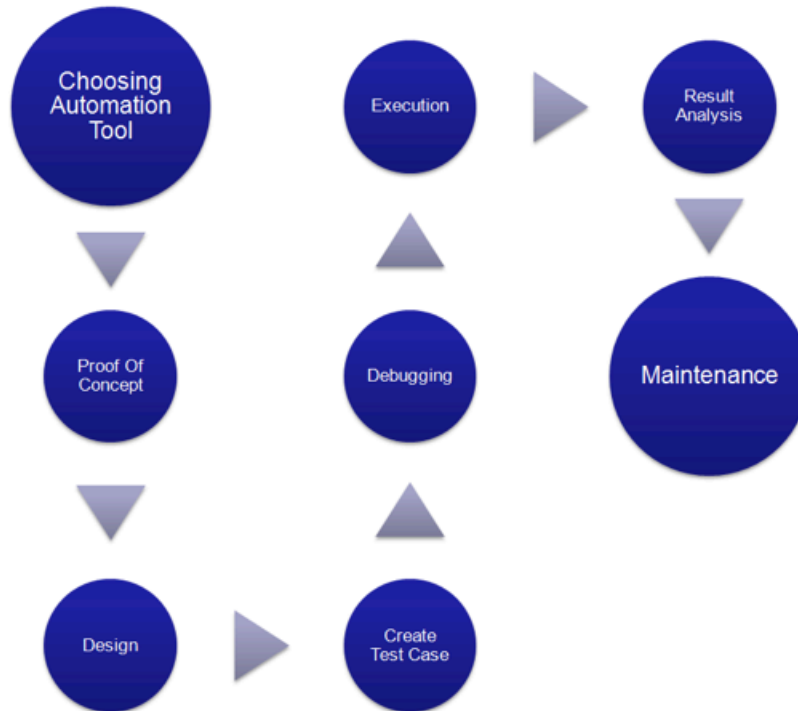 Choosing
Automation
Tool
Proof Of
Concept
Design
Create
Test Case
Debugging
Execution
Result
Analysis
Maintenance